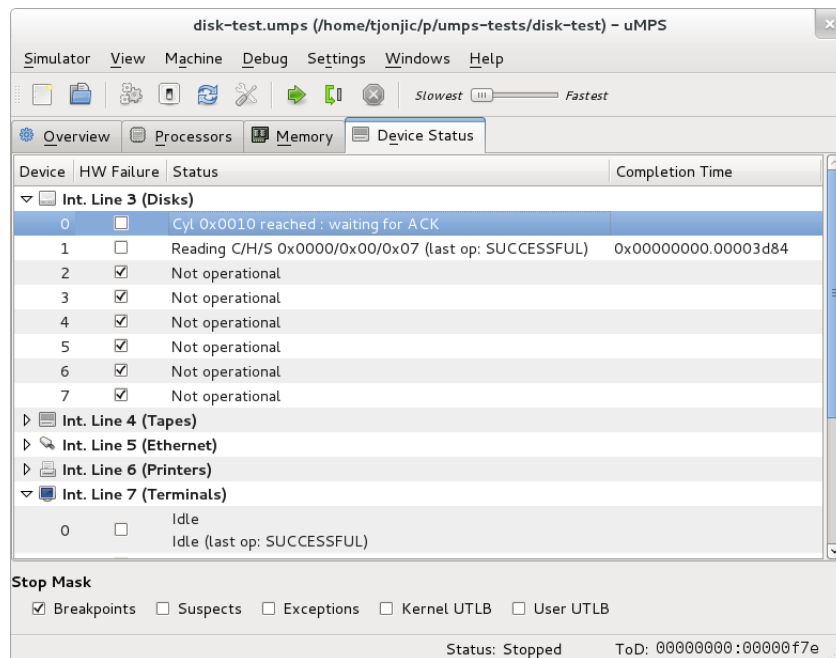 disk-test.umps (/home/tjonjic/p/umps-tests/disk-test) – uMPS
Simulator View Machine Debug Settings Windows Help
Slowest Fastest
Overview Processors Memory Device Status
Device HW Failure Status Completion Time
Int. Line 3 (Disks)
0 Cyl 0x0010 reached : waiting for ACK
1 Reading C/H/S 0x0000/0x00/0x07 (last op: SUCCESSFUL) 0x00000000.00003d84
2 Not operational
3 Not operational
4 Not operational
5 Not operational
6 Not operational
7 Not operational
Int. Line 4 (Tapes)
Int. Line 5 (Ethernet)
Int. Line 6 (Printers)
Int. Line 7 (Terminals)
Idle
0
Idle (last op: SUCCESSFUL)
Stop Mask
Breakpoints Suspects Exceptions Kernel UTLB User UTLB
Status: Stopped ToD: 00000000:00000f7e